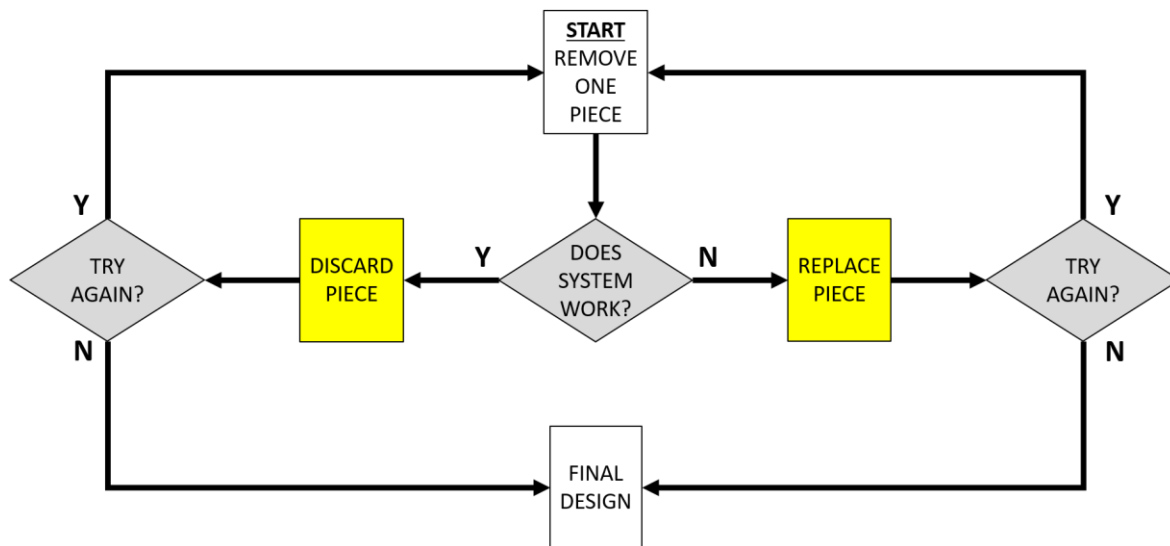 START
REMOVE
ONE
PIECE
Y
Y
TRY
AGAIN?
DISCARD
PIECE
Y
DOES
SYSTEM
WORK?
N
REPLACE
PIECE
TRY
AGAIN?
N
N
FINAL
DESIGN